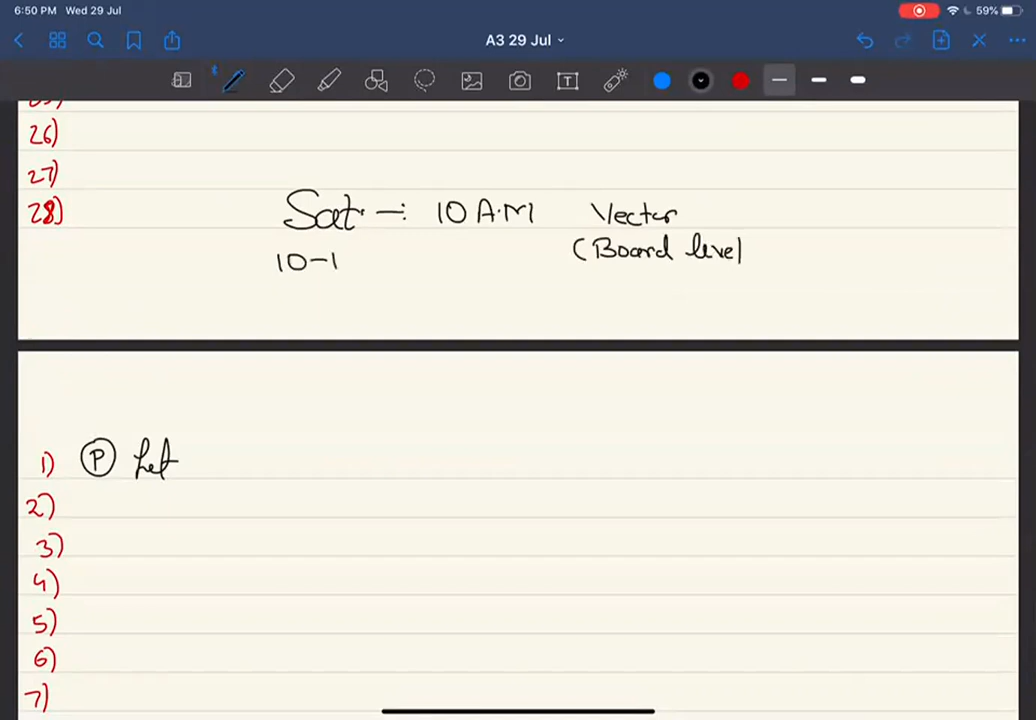 6:50 PM Wed 29 Jul
59%
A3 29 Jul
T
26)
27)
28)
Sat -: 10 A.M Vector
10-1 (Board level
1) P Let
2)
3)
4)
5)
6)
7)